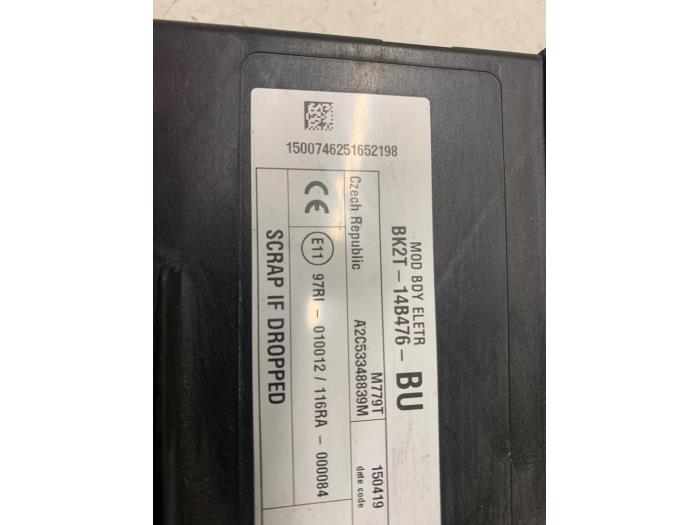 1500746251652198
MOD BDY ELETR
BK2T-14B476-BU
M779T 150419
Czech Republic A2C53348839M date code
CE E11 97RI-010012/116RA-000084
SCRAP IF DROPPED